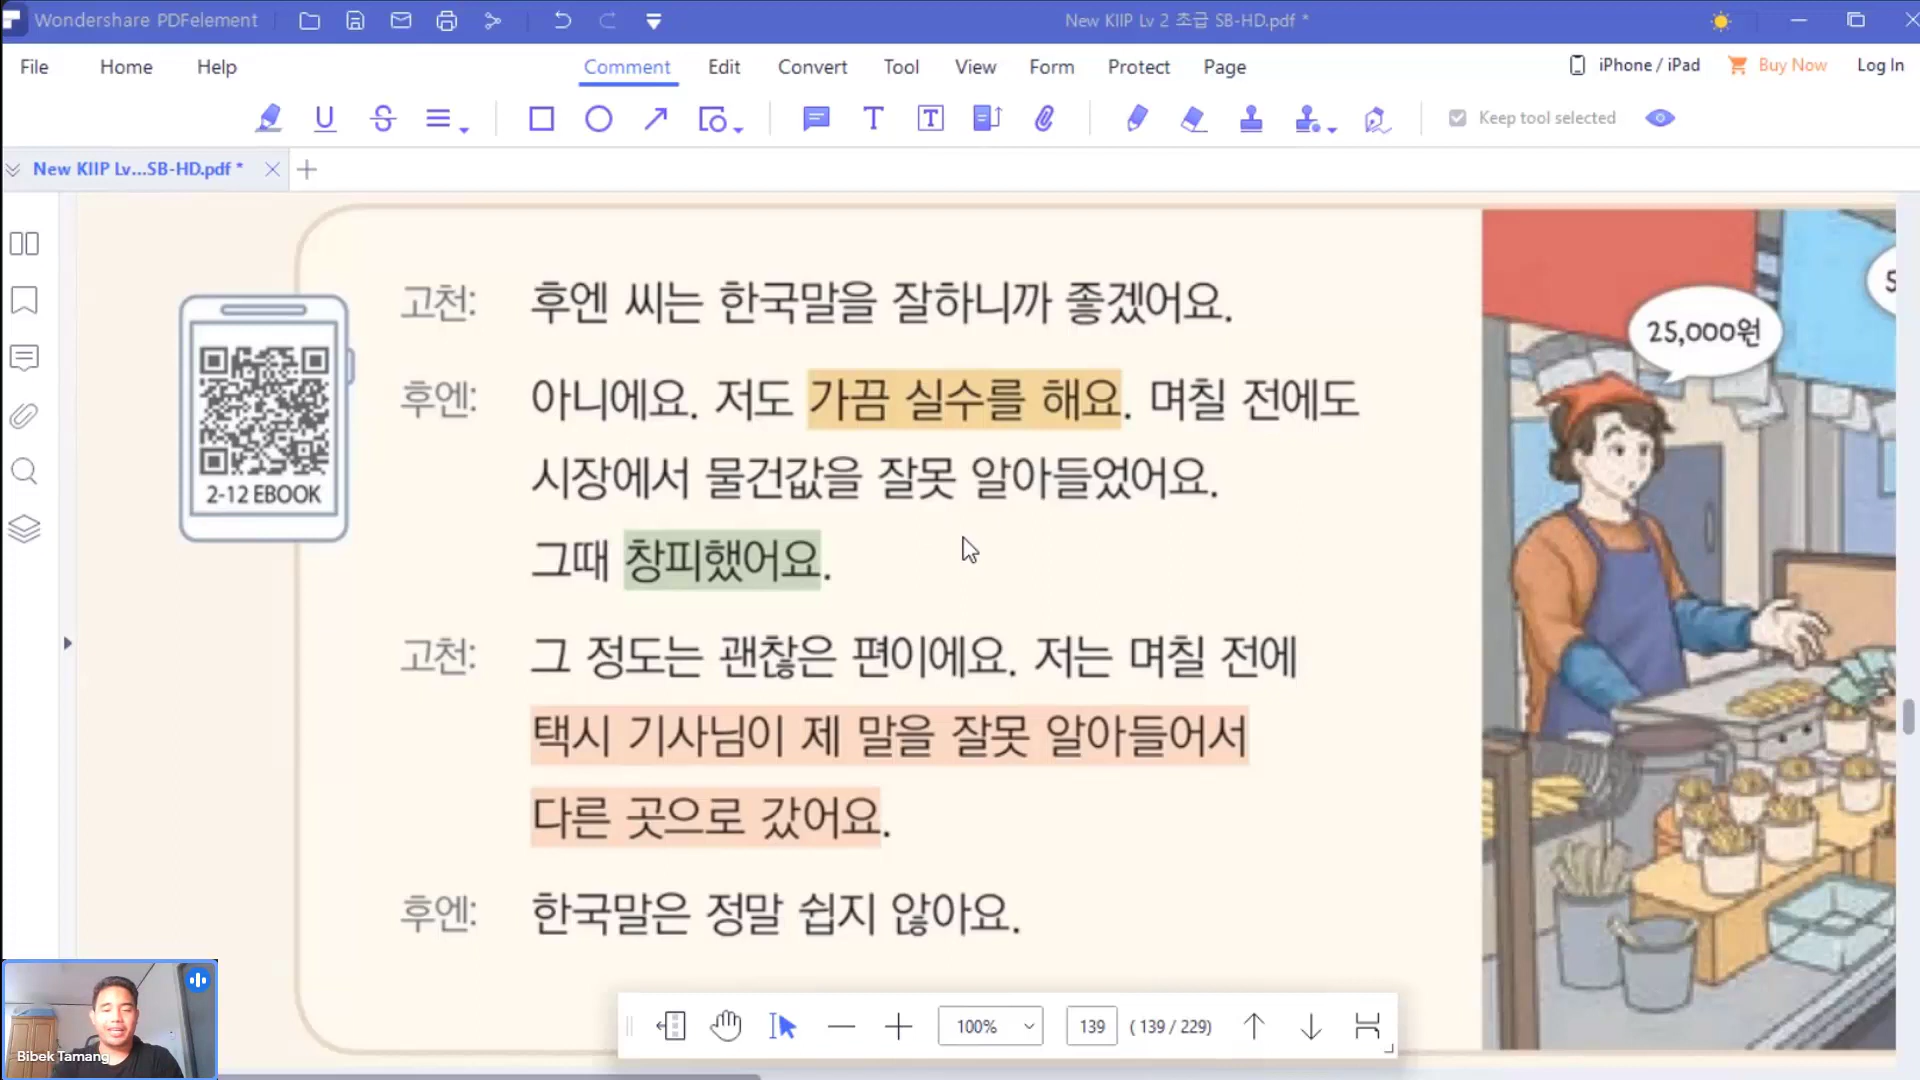 Wondershare PDFelement
New KIIP Lv 2 초급 SB-HD.pdf *
File Home Help Comment Edit Convert Tool View Form Protect Page iPhone / iPad Buy Now Log In
Keep tool selected
New KIIP Lv...SB-HD.pdf *
고천: 후엔 씨는 한국말을 잘하니까 좋겠어요.
후엔: 아니에요. 저도 가끔 실수를 해요. 며칠 전에도
시장에서 물건값을 잘못 알아들었어요.
그때 창피했어요.
고천: 그 정도는 괜찮은 편이에요. 저는 며칠 전에
택시 기사님이 제 말을 잘못 알아들어서
다른 곳으로 갔어요.
후엔: 한국말은 정말 쉽지 않아요.
2-12 EBOOK
25,000원
5
Bibek Tamang
100% 139 ( 139 / 229)